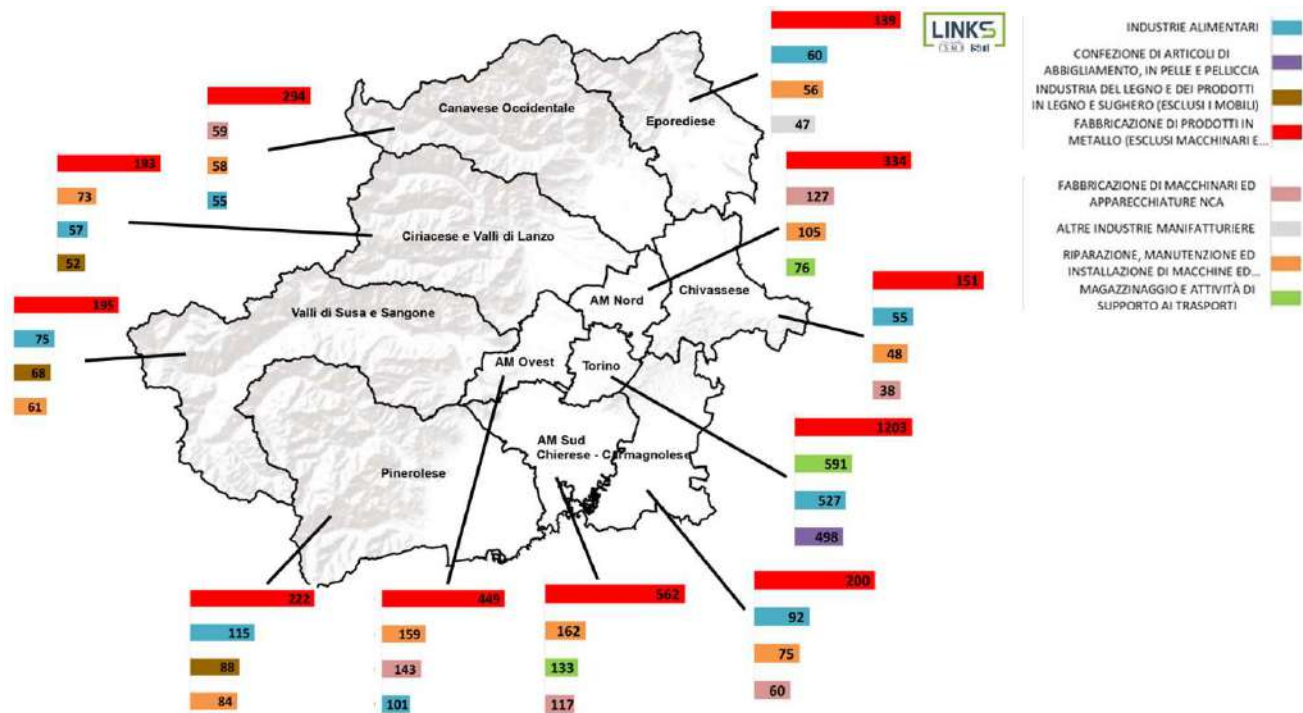 139
60
56
47
LINKS
INDUSTRIE ALIMENTARI
CONFEZIONE DI ARTICOLI DI
ABBIGLIAMENTO, IN PELLE E PELLICCIA
INDUSTRIA DEL LEGNO E DEI PRODOTTI
IN LEGNO E SUGHERO (ESCLUSI I MOBILI)
FABBRICAZIONE DI PRODOTTI IN
METALLO (ESCLUSI MACCHINARI E...
FABBRICAZIONE DI MACCHINARI ED
APPARECCHIATURE NCA
ALTRE INDUSTRIE MANIFATTURIERE
RIPARAZIONE, MANUTENZIONE ED
INSTALLAZIONE DI MACCHINE ED...
MAGAZZINAGGIO E ATTIVITÀ DI
SUPPORTO AI TRASPORTI
294
59
58
55
Canavese Occidentale
Eporediese
193
73
57
52
Ciriacese e Valli di Lanzo
334
127
105
76
195
75
68
61
Valli di Susa e Sangone
AM Nord
Chivassese
151
55
48
38
AM Ovest
Torino
Pinerolese
AM Sud
Chierese - Carmagnolese
1203
591
527
498
222
115
88
84
449
159
143
101
562
162
133
117
200
92
75
60